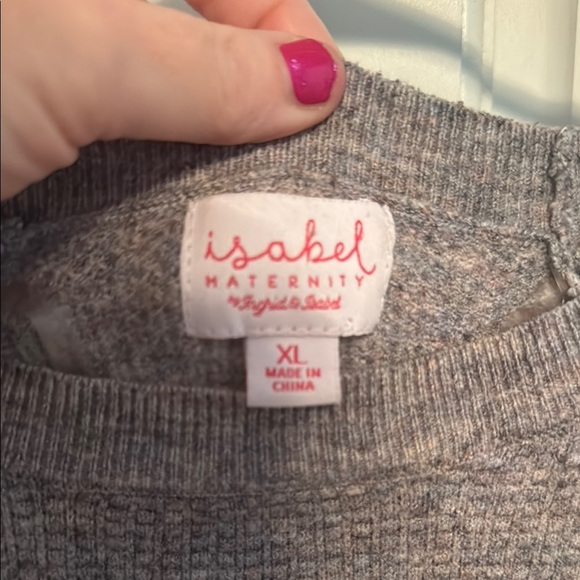 isabel
MATERNITY
by Ingrid & Isabel
XL
MADE IN
CHINA